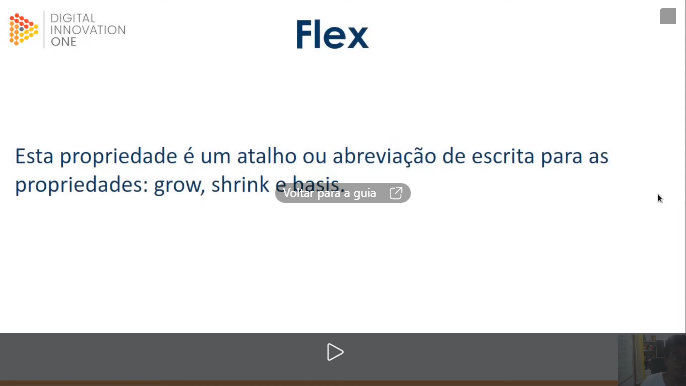 DIGITAL
INNOVATION
ONE
Flex
Esta propriedade é um atalho ou abreviação de escrita para as
propriedades: grow, shrink e basis.
Voltar para a guia